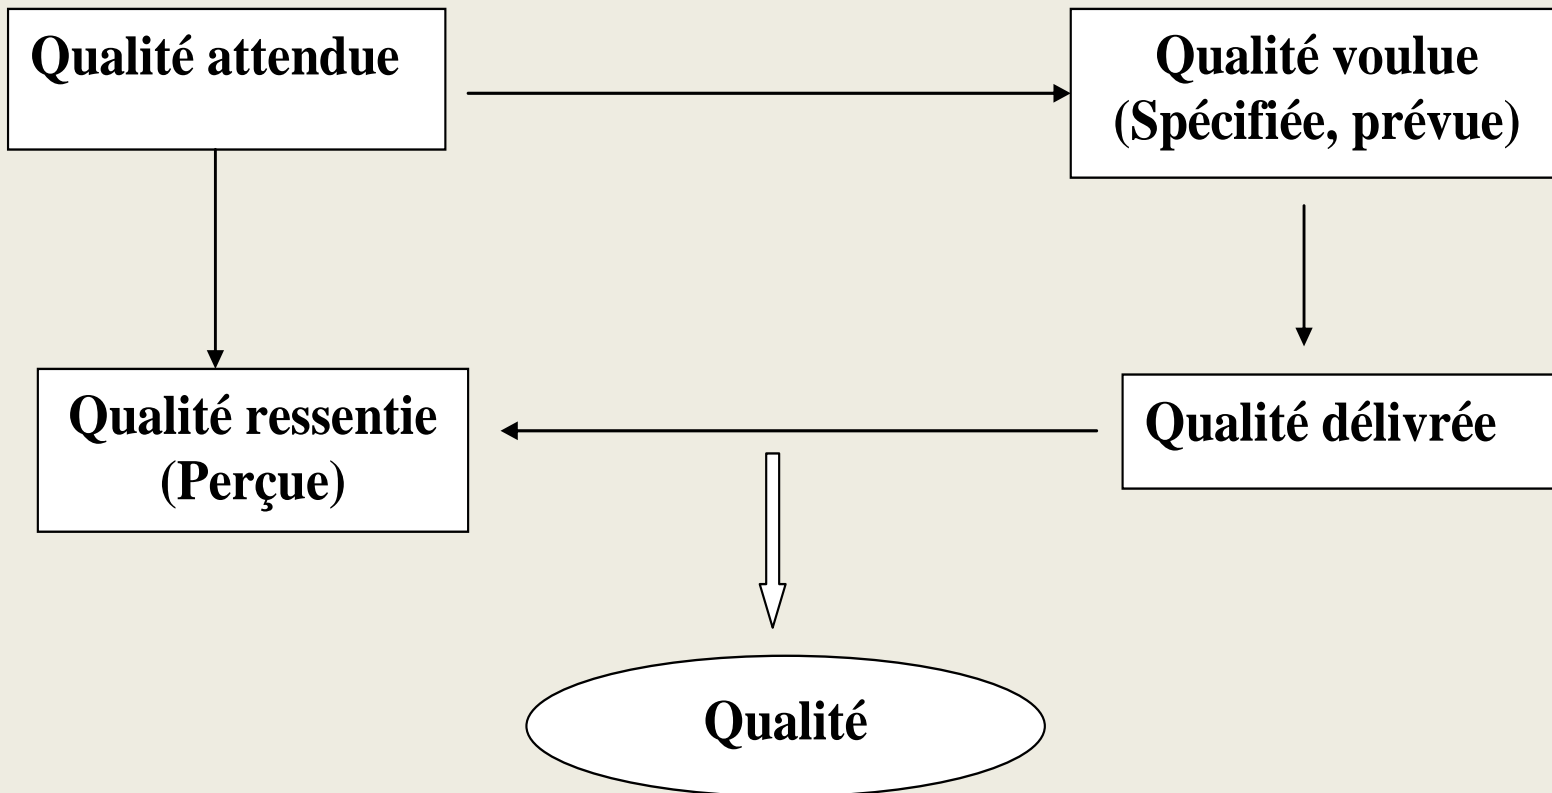 Qualité attendue
Qualité voulue
(Spécifiée, prévue)
Qualité ressentie
(Perçue)
Qualité délivrée
Qualité